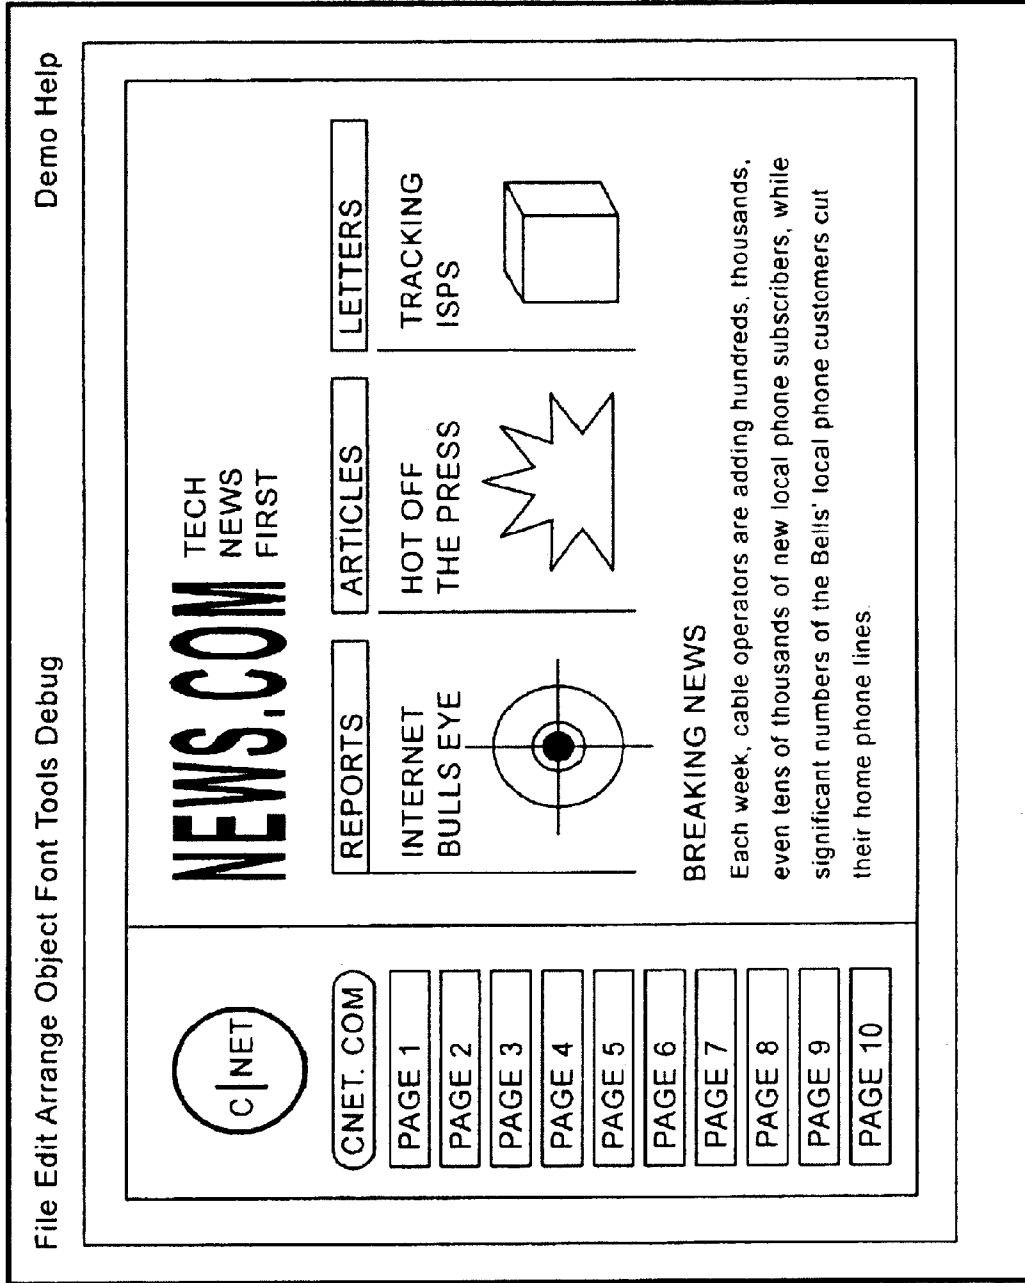 File Edit Arrange Object Font Tools Debug Demo Help
C|NET
CNET. COM
PAGE 1
PAGE 2
PAGE 3
PAGE 4
PAGE 5
PAGE 6
PAGE 7
PAGE 8
PAGE 9
PAGE 10
NEWS.COM
TECH
NEWS
FIRST
REPORTS
INTERNET
BULLS EYE
ARTICLES
HOT OFF
THE PRESS
LETTERS
TRACKING
ISPS
BREAKING NEWS
Each week, cable operators are adding hundreds, thousands,
even tens of thousands of new local phone subscribers, while
significant numbers of the Bells' local phone customers cut
their home phone lines.